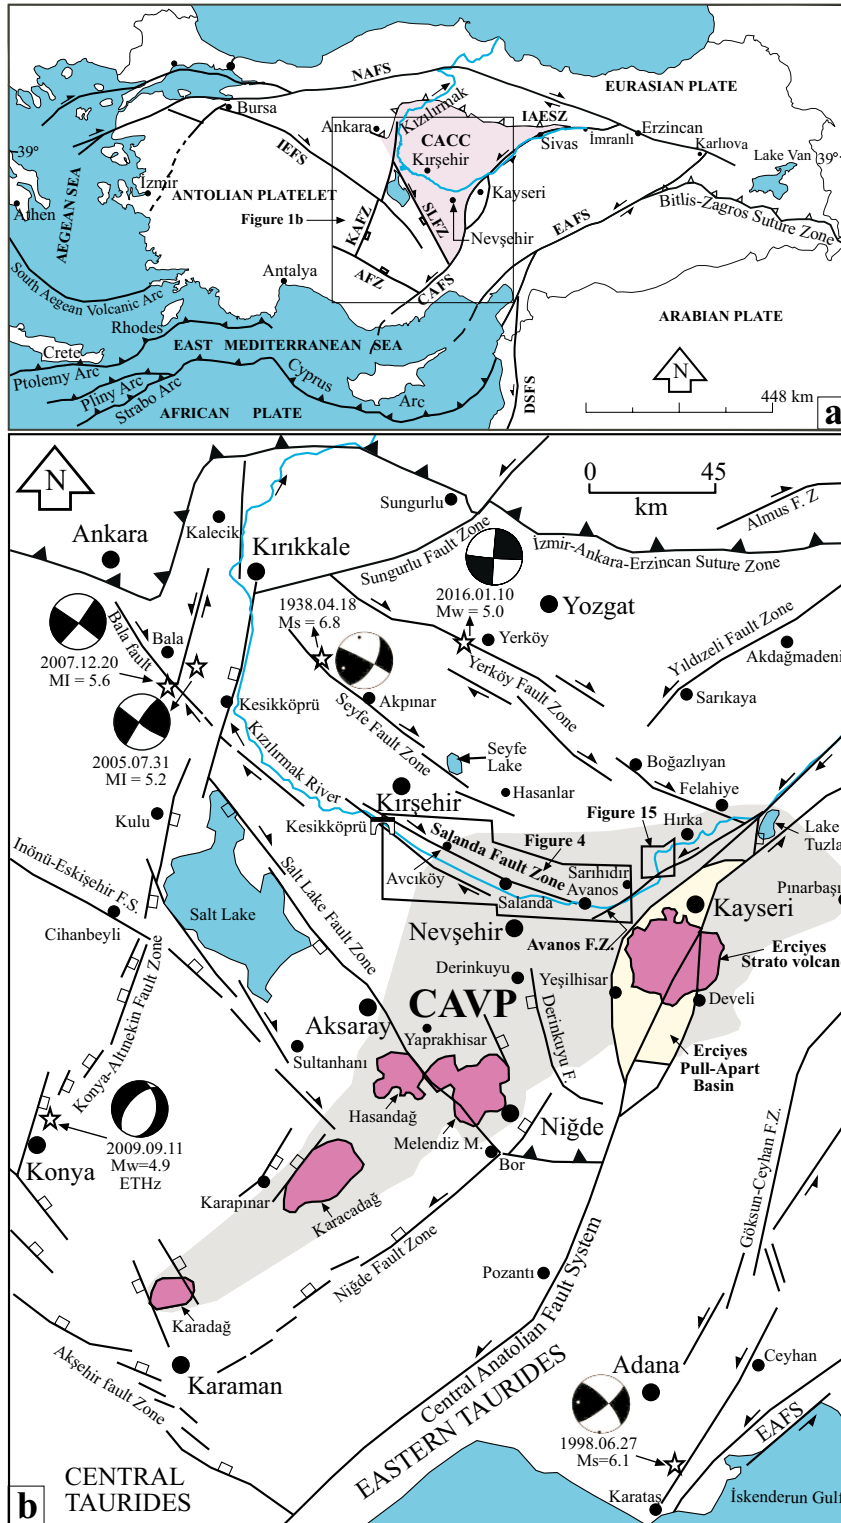 NAFS
EURASIAN PLATE
Bursa
Kızılırmak
IAESZ
Ankara
CACC
Sivas
İmranlı
Erzincan
Karlıova
39°
IEFS
Kırşehir
Lake Van
39°
AEGEAN SEA
İzmir
ANTOLIAN PLATELET
Kayseri
Athen
Figure 1b
KAFZ
SLFZ
Nevşehir
EAFS
Bitlis-Zagros Suture Zone
AFZ
CAFS
Antalya
South Aegean Volcanic Arc
Rhodes
ARABIAN PLATE
Crete
EAST MEDITERRANEAN SEA
N
Ptolemy Arc
Pliny Arc
Strabo Arc
Cyprus
Arc
DSFS
448 km
AFRICAN PLATE
a
N
0 45
km
Sungurlu
Almus F. Z
Kalecik
Ankara
Kırıkkale
Sungurlu Fault Zone
İzmir-Ankara-Erzincan Suture Zone
2016.01.10
Mw = 5.0
1938.04.18
Ms = 6.8
Yozgat
Bala fault
Bala
Yerköy
Yıldızeli Fault Zone
Akdağmadeni
2007.12.20
MI = 5.6
Yerköy Fault Zone
Kesikköprü
Akpınar
Sarıkaya
Seyfe Fault Zone
2005.07.31
MI = 5.2
Kızılırmak River
Seyfe
Lake
Boğazlıyan
Kırşehir
Hasanlar
Felahiye
Kulu
Kesikköprü
Figure 15
Hırka
Lake
Tuzla
Salanda Fault Zone
Figure 4
Inönü-Eskişehir F.S.
Salt Lake Fault Zone
Avcıköy
Sarıhıdır
Avanos
Pınarbaşı
Salt Lake
Salanda
Kayseri
Cihanbeyli
Nevşehir
Avanos F.Z.
Erciyes
Strato volcano
Derinkuyu
Yeşilhisar
Develi
Konya-Altınekin Fault Zone
CAVP
Aksaray
Derinkuyu F.
Yaprakhisar
Sultanhanı
Erciyes
Pull-Apart
Basin
Hasandağ
Niğde
2009.09.11
Mw=4.9
ETHz
Melendiz M.
Konya
Bor
Göksun-Ceyhan F.Z.
Karapınar
Karacadağ
Niğde Fault Zone
Pozantı
Central Anatolian Fault System
Karadağ
Akşehir fault Zone
Karaman
Adana
Ceyhan
EASTERN TAURIDES
EAFS
1998.06.27
Ms=6.1
CENTRAL
TAURIDES
Karataş
İskenderun Gulf
b